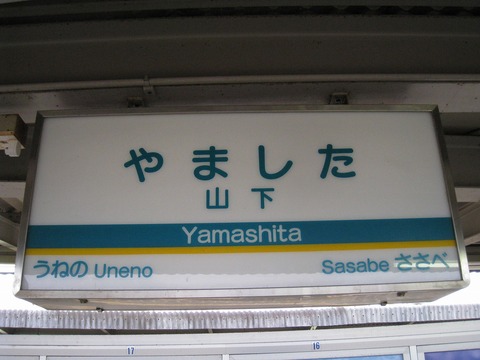 やました
山下
Yamashita
うねの Uneno
Sasabe ささべ
17
16